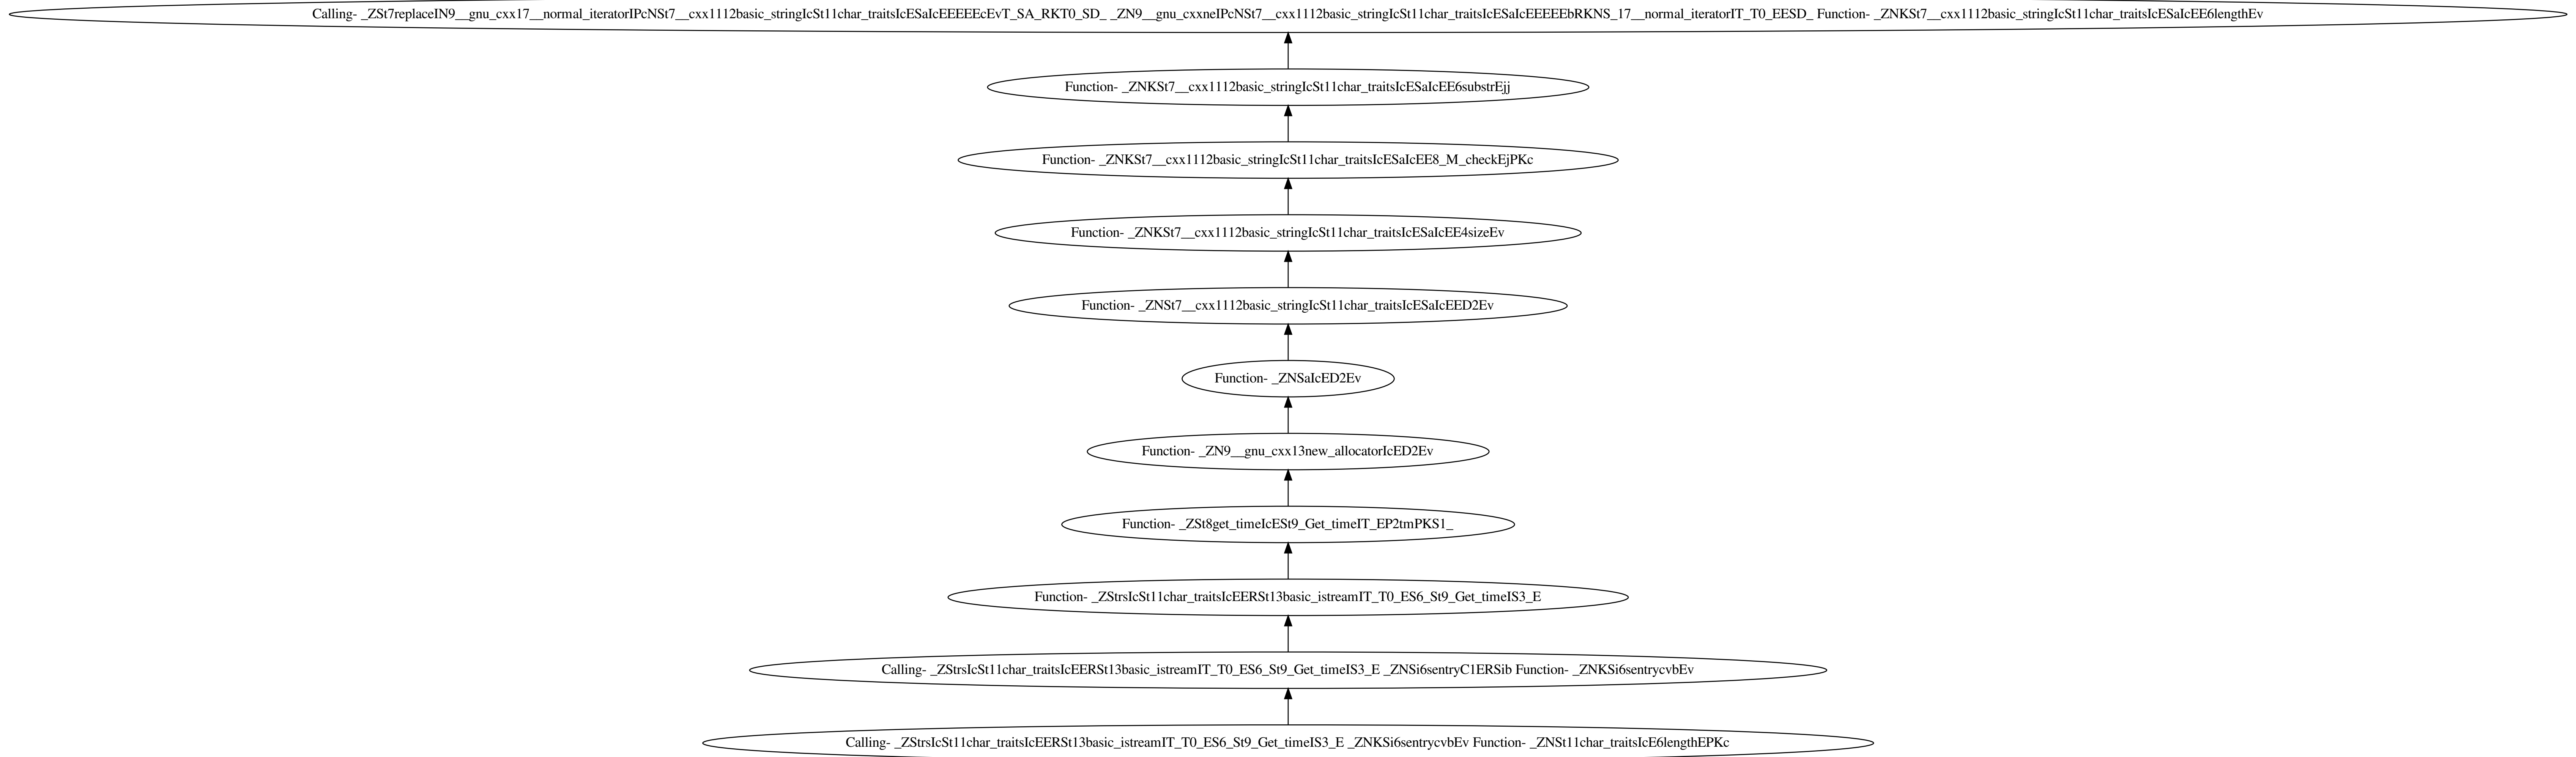 Calling- _ZSt7replaceIN9__gnu_cxx17__normal_iteratorIPcNSt7__cxx1112basic_stringIcSt11char_traitsIcESaIcEEEEEcEvT_SA_RKT0_SD_ _ZN9__gnu_cxxneIPcNSt7__cxx1112basic_stringIcSt11char_traitsIcESaIcEEEEEbRKNS_17__normal_iteratorIT_T0_EESD_ Function- _ZNKSt7__cxx1112basic_stringIcSt11char_traitsIcESaIcEE6lengthEv
Function- _ZNKSt7__cxx1112basic_stringIcSt11char_traitsIcESaIcEE6substrEjj
Function- _ZNKSt7__cxx1112basic_stringIcSt11char_traitsIcESaIcEE8_M_checkEjPKc
Function- _ZNKSt7__cxx1112basic_stringIcSt11char_traitsIcESaIcEE4sizeEv
Function- _ZNSt7__cxx1112basic_stringIcSt11char_traitsIcESaIcEED2Ev
Function- _ZNSaIcED2Ev
Function- _ZN9__gnu_cxx13new_allocatorIcED2Ev
Function- _ZSt8get_timeIcESt9_Get_timeIT_EP2tmPKS1_
Function- _ZStrsIcSt11char_traitsIcEERSt13basic_istreamIT_T0_ES6_St9_Get_timeIS3_E
Calling- _ZStrsIcSt11char_traitsIcEERSt13basic_istreamIT_T0_ES6_St9_Get_timeIS3_E _ZNSi6sentryC1ERSib Function- _ZNKSi6sentrycvbEv
Calling- _ZStrsIcSt11char_traitsIcEERSt13basic_istreamIT_T0_ES6_St9_Get_timeIS3_E _ZNKSi6sentrycvbEv Function- _ZNSt11char_traitsIcE6lengthEPKc